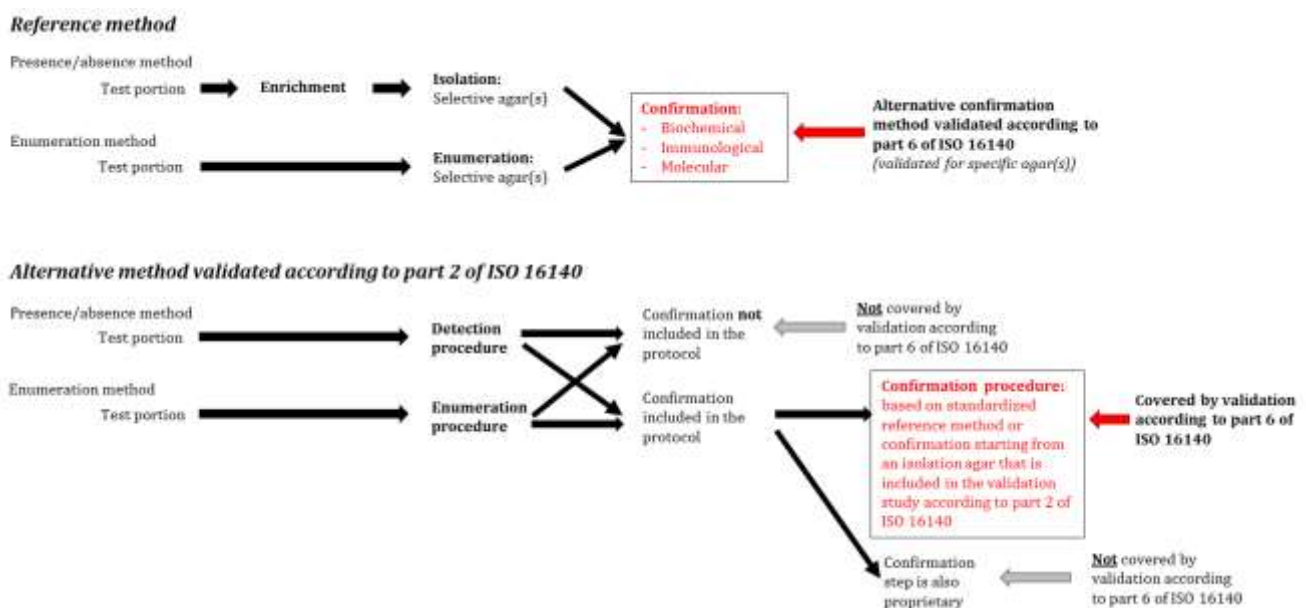 Reference method
Presence/absence method
Test portion
Enrichment
Isolation:
Selective agar(s)
Enumeration method
Test portion
Enumeration:
Selective agar(s)
Confirmation:
- Biochemical
- Immunological
- Molecular
Alternative confirmation
method validated according to
part 6 of ISO 16140
(validated for specific agar(s))
Alternative method validated according to part 2 of ISO 16140
Presence/absence method
Test portion
Detection
procedure
Confirmation not
included in the
protocol
Not covered by
validation according
to part 6 of ISO 16140
Enumeration method
Test portion
Enumeration
procedure
Confirmation
included in the
protocol
Confirmation procedure:
based on standardized
reference method or
confirmation starting from
an isolation agar that is
included in the validation
study according to part 2 of
ISO 16140
Covered by validation
according to part 6 of
ISO 16140
Confirmation
step is also
proprietary
Not covered by
validation according
to part 6 of ISO 16140